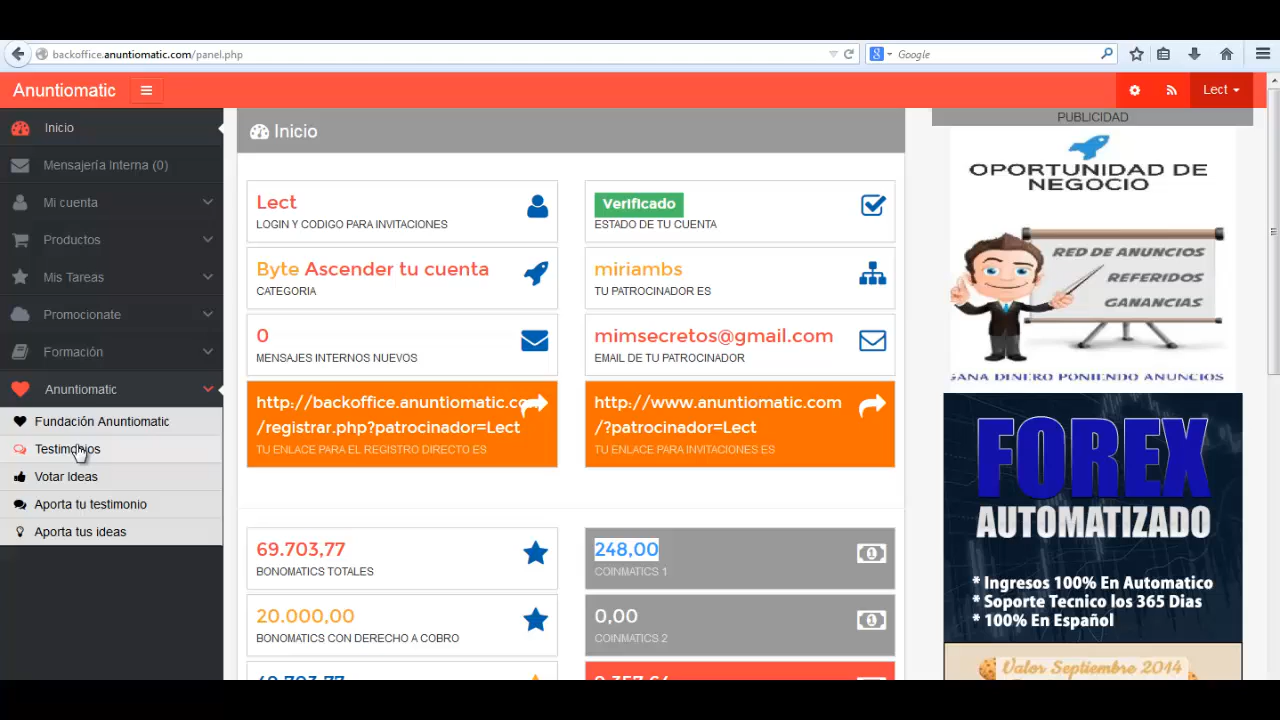 backoffice.anuntiomatic.com/panel.php
Google
Anuntiomatic
Lect
Inicio
Mensajería Interna (0)
Mi cuenta
Productos
Mis Tareas
Promocionate
Formación
Anuntiomatic
Fundación Anuntiomatic
Testimonios
Votar Ideas
Aporta tu testimonio
Aporta tus ideas
Inicio
Lect
LOGIN Y CODIGO PARA INVITACIONES
Verificado
ESTADO DE TU CUENTA
Byte Ascender tu cuenta
CATEGORIA
miriambs
TU PATROCINADOR ES
0
MENSAJES INTERNOS NUEVOS
mimsecretos@gmail.com
EMAIL DE TU PATROCINADOR
http://backoffice.anuntiomatic.com
/registrar.php?patrocinador=Lect
TU ENLACE PARA EL REGISTRO DIRECTO ES
http://www.anuntiomatic.com
/?patrocinador=Lect
TU ENLACE PARA INVITACIONES ES
69.703,77
BONOMATICS TOTALES
248,00
COINMATICS 1
20.000,00
BONOMATICS CON DERECHO A COBRO
0,00
COINMATICS 2
PUBLICIDAD
OPORTUNIDAD DE
NEGOCIO
RED DE ANUNCIOS
REFERIDOS
GANANCIAS
GANA DINERO PONIENDO ANUNCIOS
FOREX
AUTOMATIZADO
* Ingresos 100% En Automatico
* Soporte Tecnico los 365 Dias
* 100% En Español
Valor Septiembre 2014